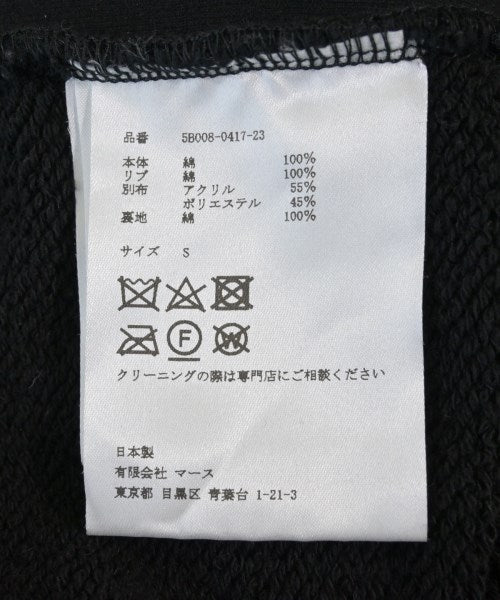 品番 5B008-0417-23
本体 綿 100%
リブ 綿 100%
別布 アクリル 55%
ポリエステル 45%
裏地 綿 100%
サイズ S
F W
クリーニングの際は専門店にご相談ください
日本製
有限会社 マース
東京都 目黒区 青葉台 1-21-3